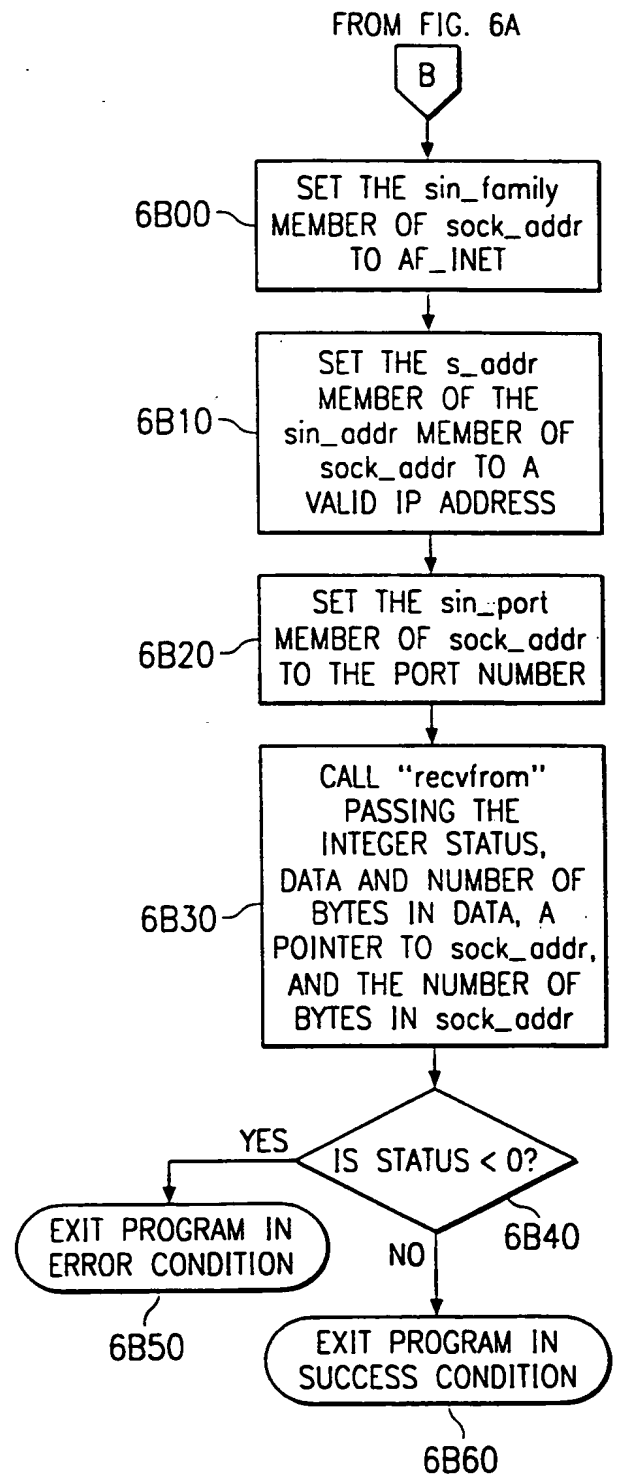 FROM FIG. 6A
B
6B00
SET THE sin_family
MEMBER OF sock_addr
TO AF_INET
6B10
SET THE s_addr
MEMBER OF THE
sin_addr MEMBER OF
sock_addr TO A
VALID IP ADDRESS
6B20
SET THE sin_port
MEMBER OF sock_addr
TO THE PORT NUMBER
6B30
CALL "recvfrom"
PASSING THE
INTEGER STATUS,
DATA AND NUMBER OF
BYTES IN DATA, A
POINTER TO sock_addr,
AND THE NUMBER OF
BYTES IN sock_addr
YES
IS STATUS < 0?
6B40
NO
EXIT PROGRAM IN
ERROR CONDITION
6B50
EXIT PROGRAM IN
SUCCESS CONDITION
6B60